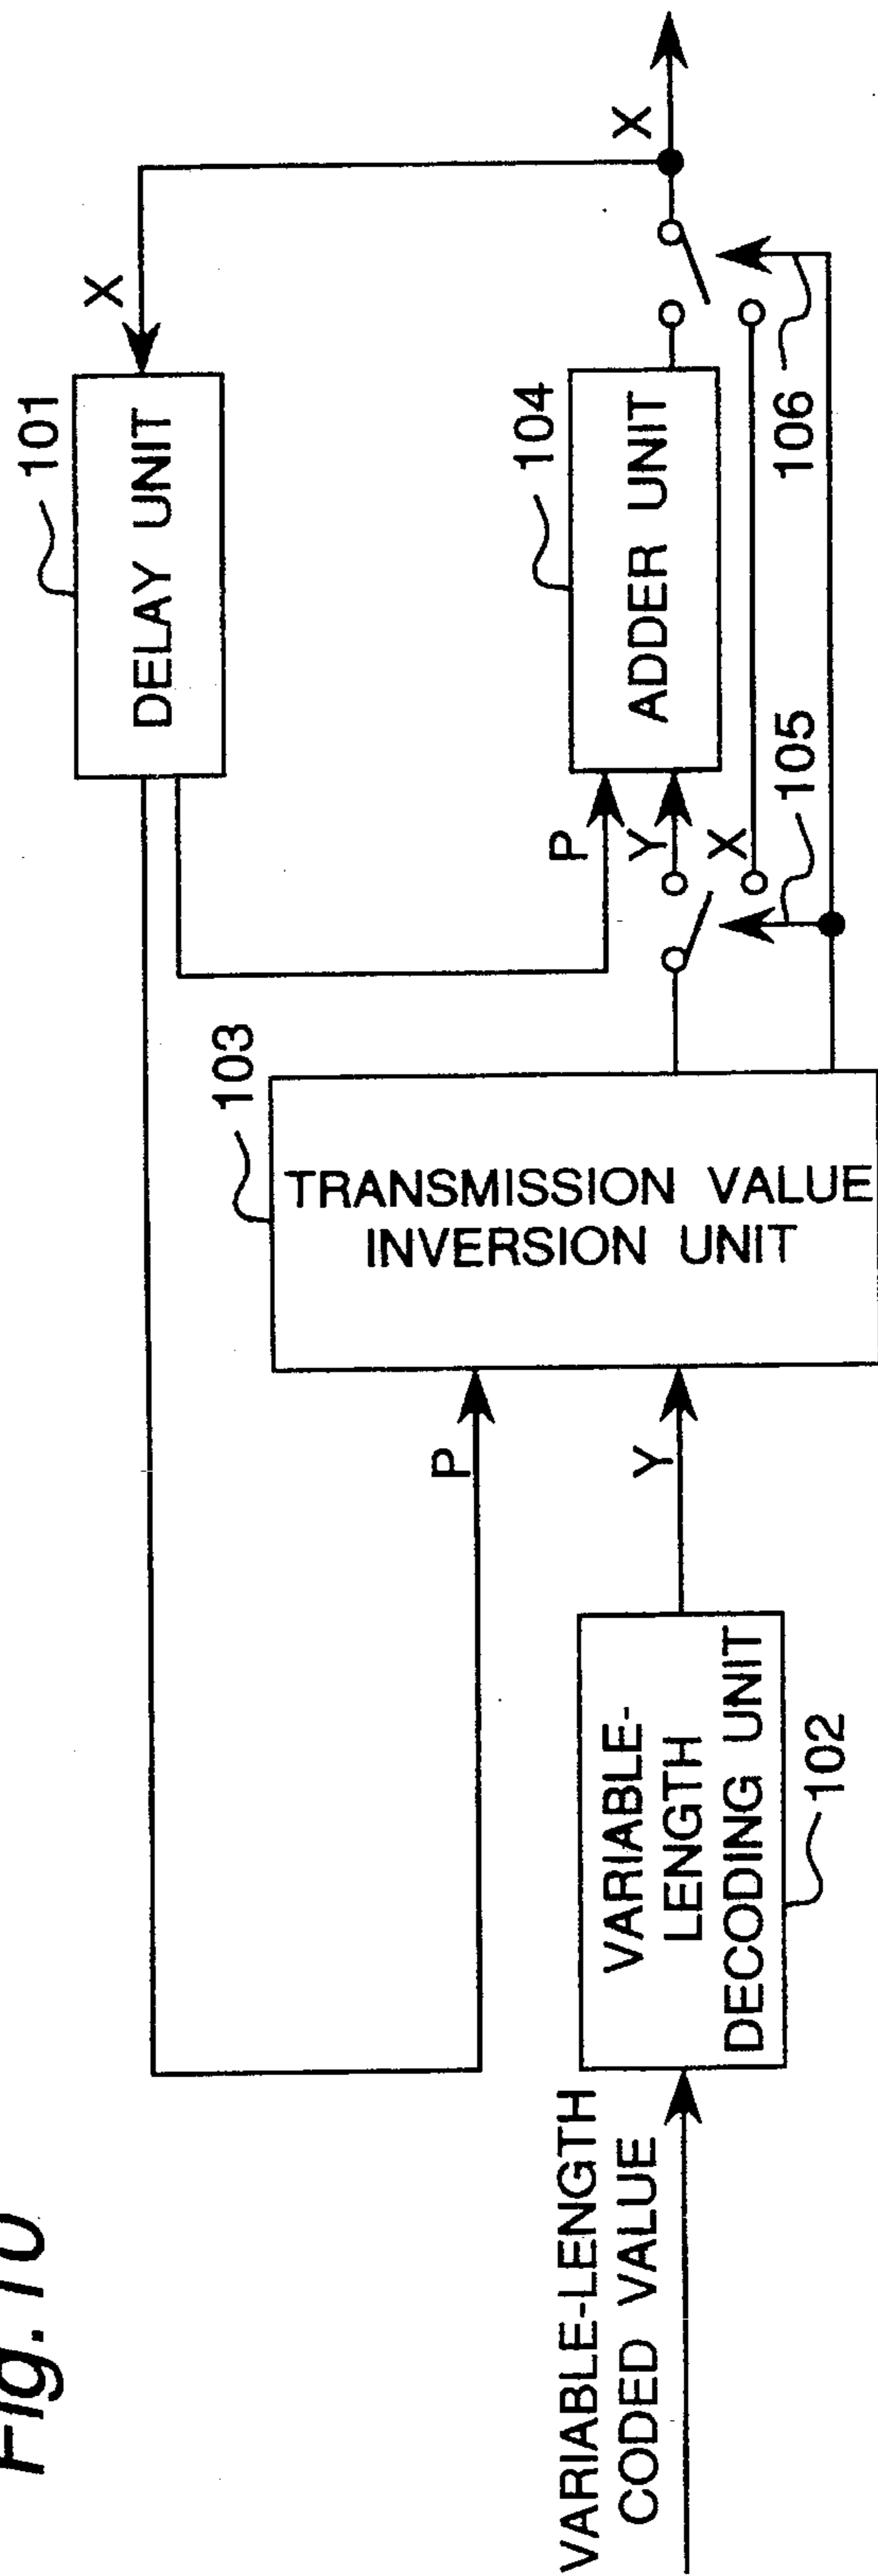 Fig. 10
X
101
DELAY UNIT
X
104
ADDER UNIT
P
Y
X
105
106
103
TRANSMISSION VALUE
INVERSION UNIT
P
Y
VARIABLE-
LENGTH
DECODING UNIT
102
VARIABLE-LENGTH
CODED VALUE